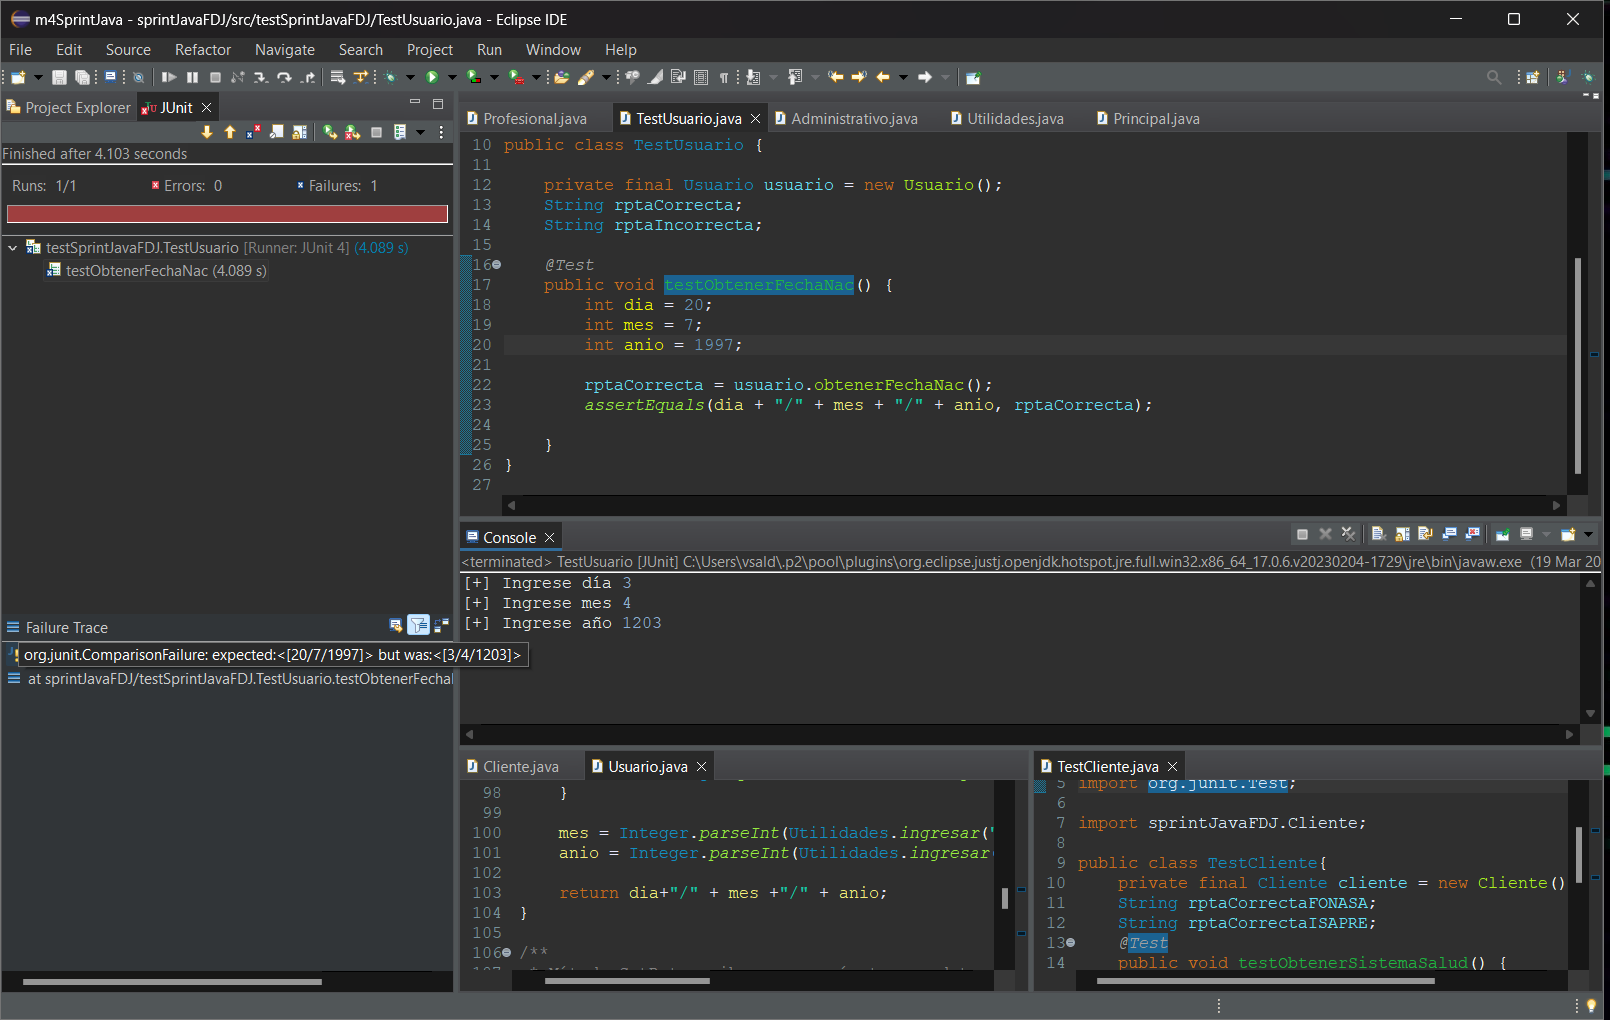 m4SprintJava - sprintJavaFDJ/src/testSprintJavaFDJ/TestUsuario.java - Eclipse IDE
File Edit Source Refactor Navigate Search Project Run Window Help
Project Explorer JUnit
Finished after 4.103 seconds
Runs: 1/1 Errors: 0 Failures: 1
testSprintJavaFDJ.TestUsuario [Runner: JUnit 4] (4.089 s)
testObtenerFechaNac (4.089 s)
Failure Trace
org.junit.ComparisonFailure: expected:<[20/7/1997]> but was:<[3/4/1203]>
at sprintJavaFDJ/testSprintJavaFDJ.TestUsuario.testObtenerFecha
Profesional.java TestUsuario.java Administrativo.java Utilidades.java Principal.java
10 public class TestUsuario {
11
12 private final Usuario usuario = new Usuario();
13 String rptaCorrecta;
14 String rptaIncorrecta;
15
16 @Test
17 public void testObtenerFechaNac() {
18 int dia = 20;
19 int mes = 7;
20 int anio = 1997;
21
22 rptaCorrecta = usuario.obtenerFechaNac();
23 assertEquals(dia + "/" + mes + "/" + anio, rptaCorrecta);
24
25 }
26 }
27
Console
<terminated> TestUsuario [JUnit] C:\Users\vsald\.p2\pool\plugins\org.eclipse.justj.openjdk.hotspot.jre.full.win32.x86_64_17.0.6.v20230204-1729\jre\bin\javaw.exe (19 Mar 20
[+] Ingrese día 3
[+] Ingrese mes 4
[+] Ingrese año 1203
Cliente.java Usuario.java
98 }
99
100 mes = Integer.parseInt(Utilidades.ingresar("
101 anio = Integer.parseInt(Utilidades.ingresar(
102
103 return dia+"/" + mes +"/" + anio;
104 }
105
106 /**
TestCliente.java
5 import org.junit.Test;
6
7 import sprintJavaFDJ.Cliente;
8
9 public class TestCliente{
10 private final Cliente cliente = new Cliente()
11 String rptaCorrectaFONASA;
12 String rptaCorrectaISAPRE;
13 @Test
14 public void testObtenerSistemaSalud() {